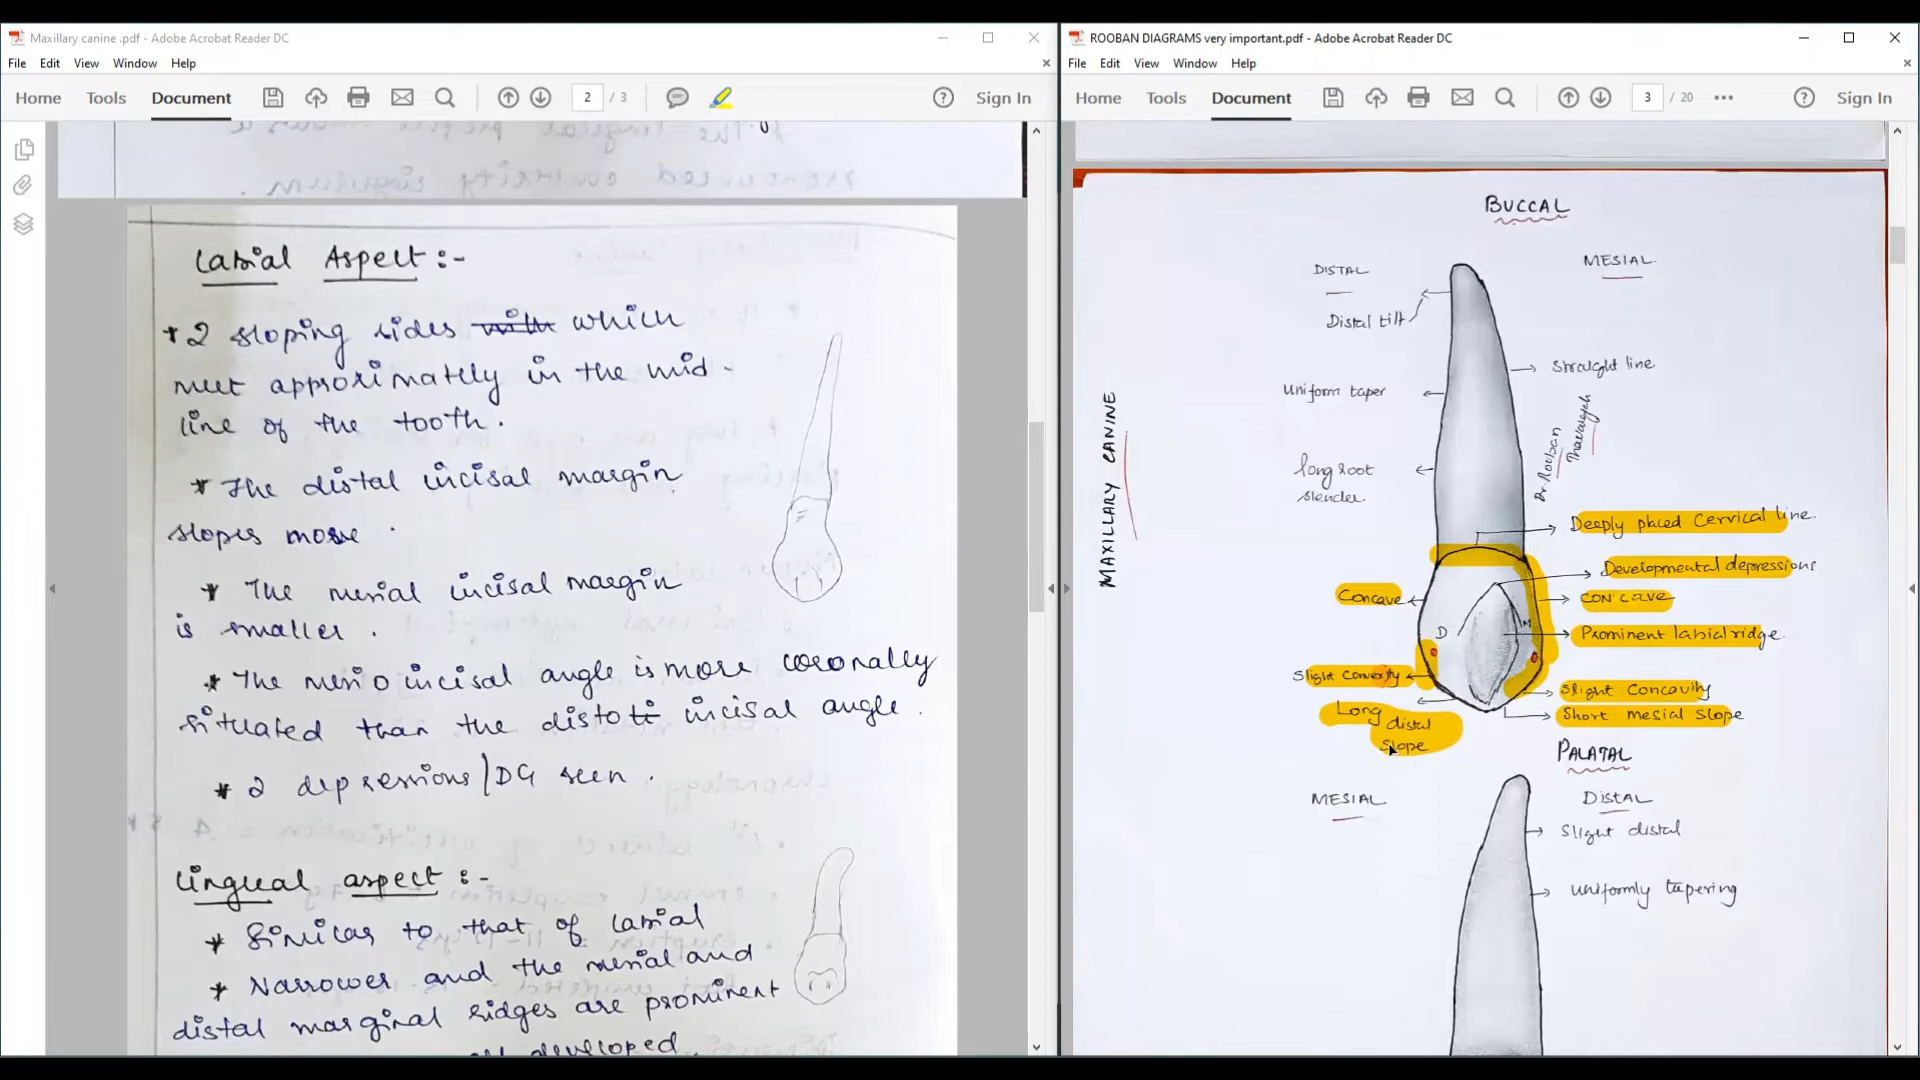 Maxillary canine .pdf - Adobe Acrobat Reader DC
File Edit View Window Help
Home Tools Document 2 / 3 Sign In
Labial Aspect :-
* 2 sloping sides with which
meet approximately in the mid -
line of the tooth.
* The distal incisal margin
slopes more.
* The mesial incisal margin
is smaller.
* The mesio incisal angle is more coronally
situated than the disto ti incisal angle.
* 2 depressions/DG seen.
Lingual aspect :-
* Similar to that of labial
* Narrower and the mesial and
distal marginal ridges are prominent
developed.
ROOBAN DIAGRAMS very important.pdf - Adobe Acrobat Reader DC
File Edit View Window Help
Home Tools Document 3 / 20 ••• Sign In
BUCCAL
DISTAL
MESIAL
Distal tilt
Straight line
Uniform taper
MAXILLARY CANINE
Dr. Rooban
Thavarajah
long root
slender.
Deeply placed Cervical line.
Developmental depressions
Concave
CONCAVE
D
M
Prominent labial ridge.
Slight Convexity
Slight Concavity
Long distal
Slope
Short mesial slope
PALATAL
MESIAL
DISTAL
Slight distal
Uniformly tapering